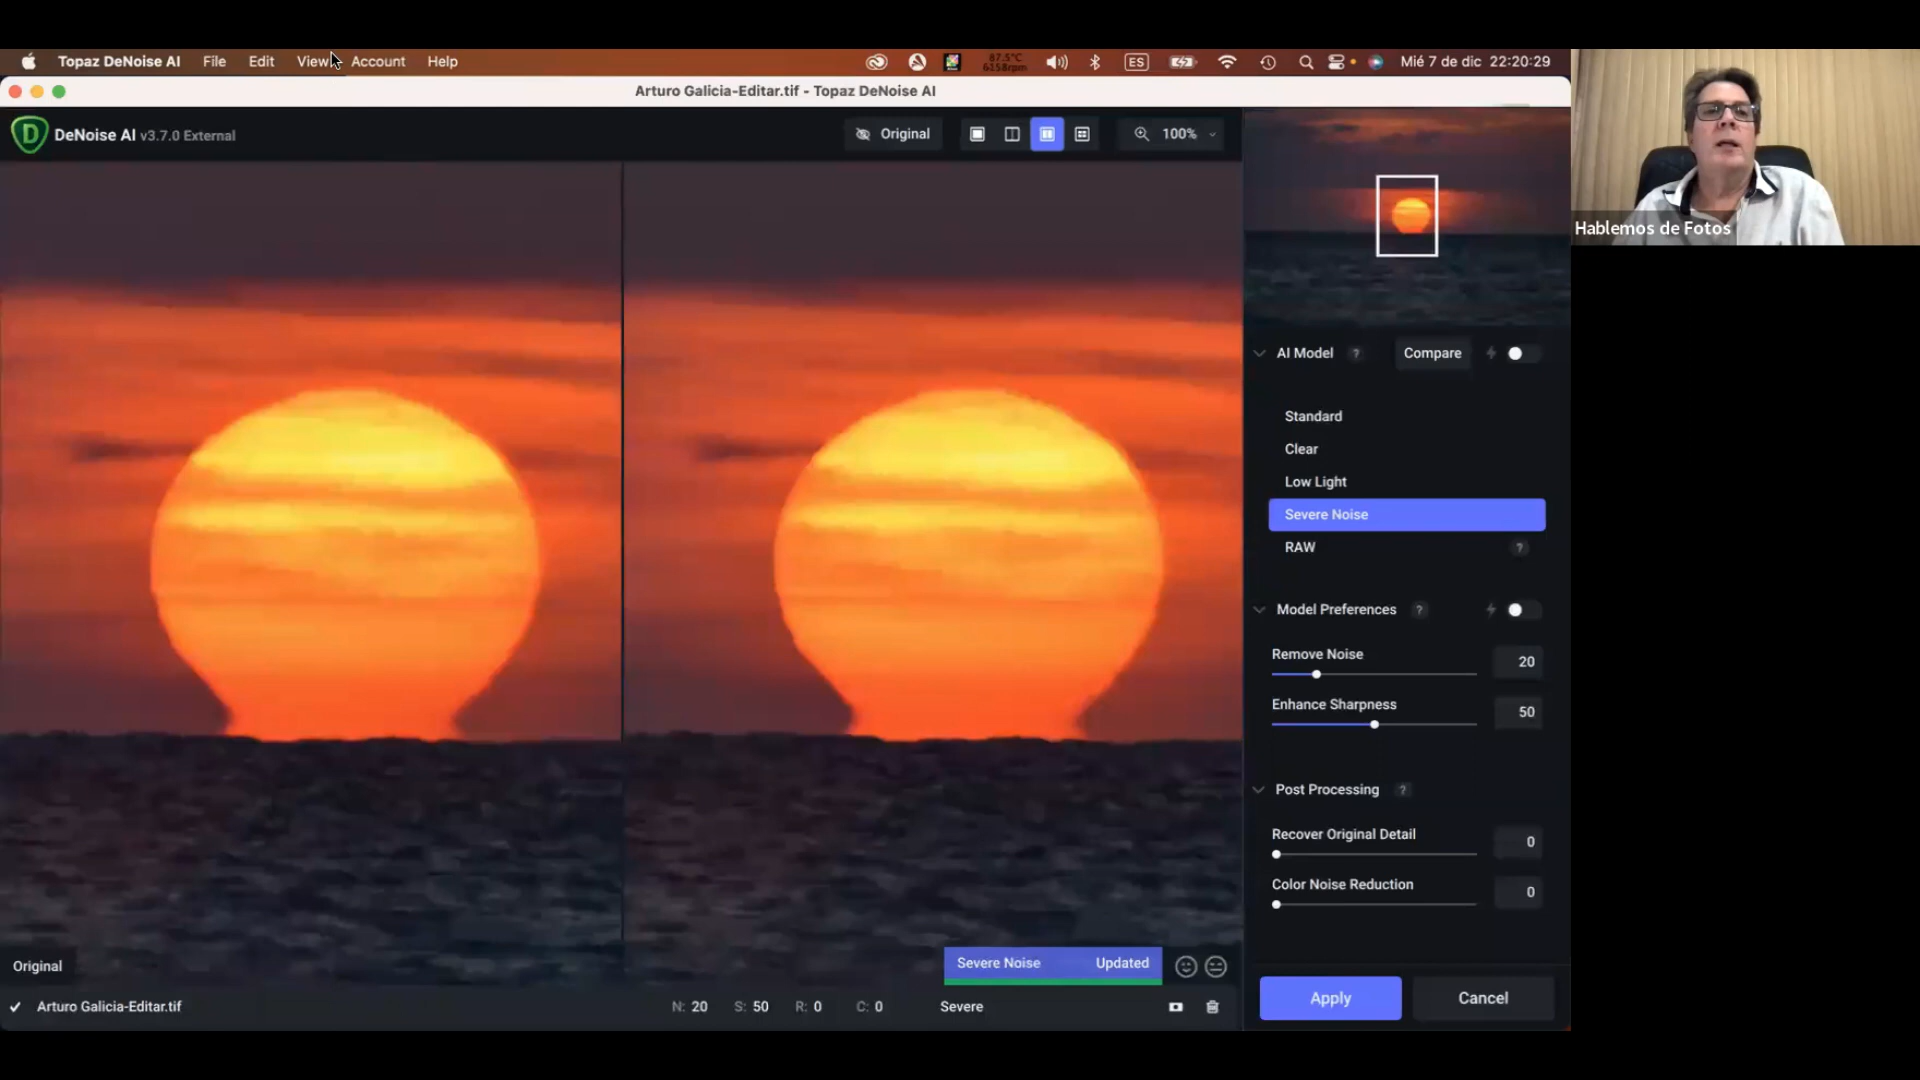 Topaz DeNoise AI File Edit View Account Help 87.5°C 6158rpm ES Mié 7 de dic 22:20:29
Arturo Galicia-Editar.tif - Topaz DeNoise AI
DeNoise AI v3.7.0 External Original 100%
Hablemos de Fotos
AI Model ? Compare
Standard
Clear
Low Light
Severe Noise
RAW ?
Model Preferences ?
Remove Noise 20
Enhance Sharpness 50
Post Processing ?
Recover Original Detail 0
Color Noise Reduction 0
Original Severe Noise Updated
Arturo Galicia-Editar.tif N: 20 S: 50 R: 0 C: 0 Severe
Apply Cancel